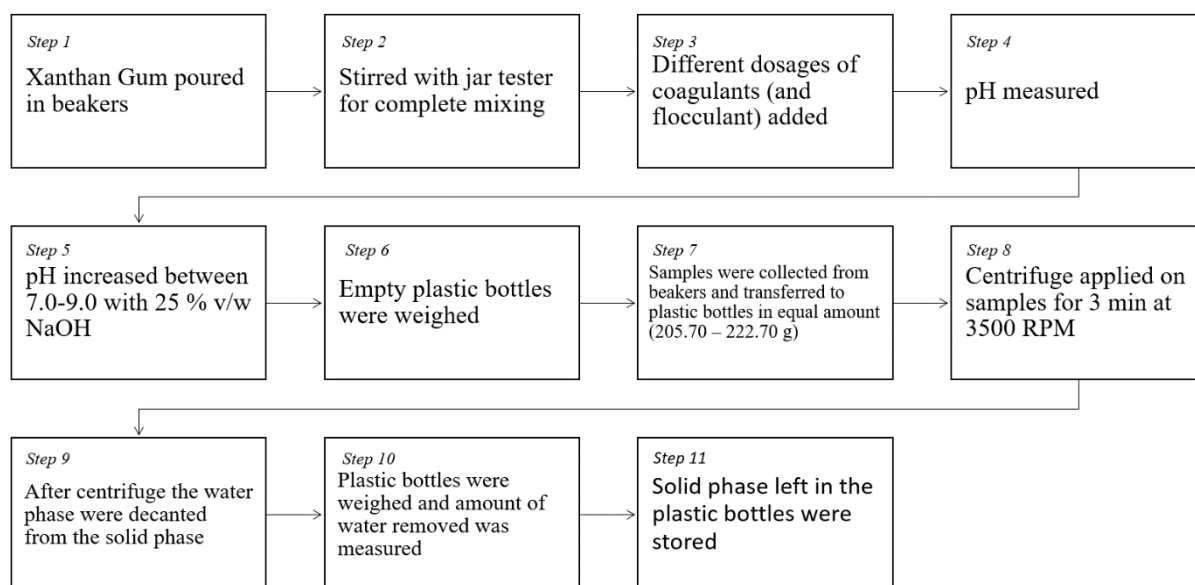 Step 1
Xanthan Gum poured
in beakers
Step 2
Stirred with jar tester
for complete mixing
Step 3
Different dosages of
coagulants (and
flocculant) added
Step 4
pH measured
Step 5
pH increased between
7.0-9.0 with 25 % v/w
NaOH
Step 6
Empty plastic bottles
were weighed
Step 7
Samples were collected from
beakers and transferred to
plastic bottles in equal amount
(205.70 – 222.70 g)
Step 8
Centrifuge applied on
samples for 3 min at
3500 RPM
Step 9
After centrifuge the water
phase were decanted
from the solid phase
Step 10
Plastic bottles were
weighed and amount of
water removed was
measured
Step 11
Solid phase left in the
plastic bottles were
stored